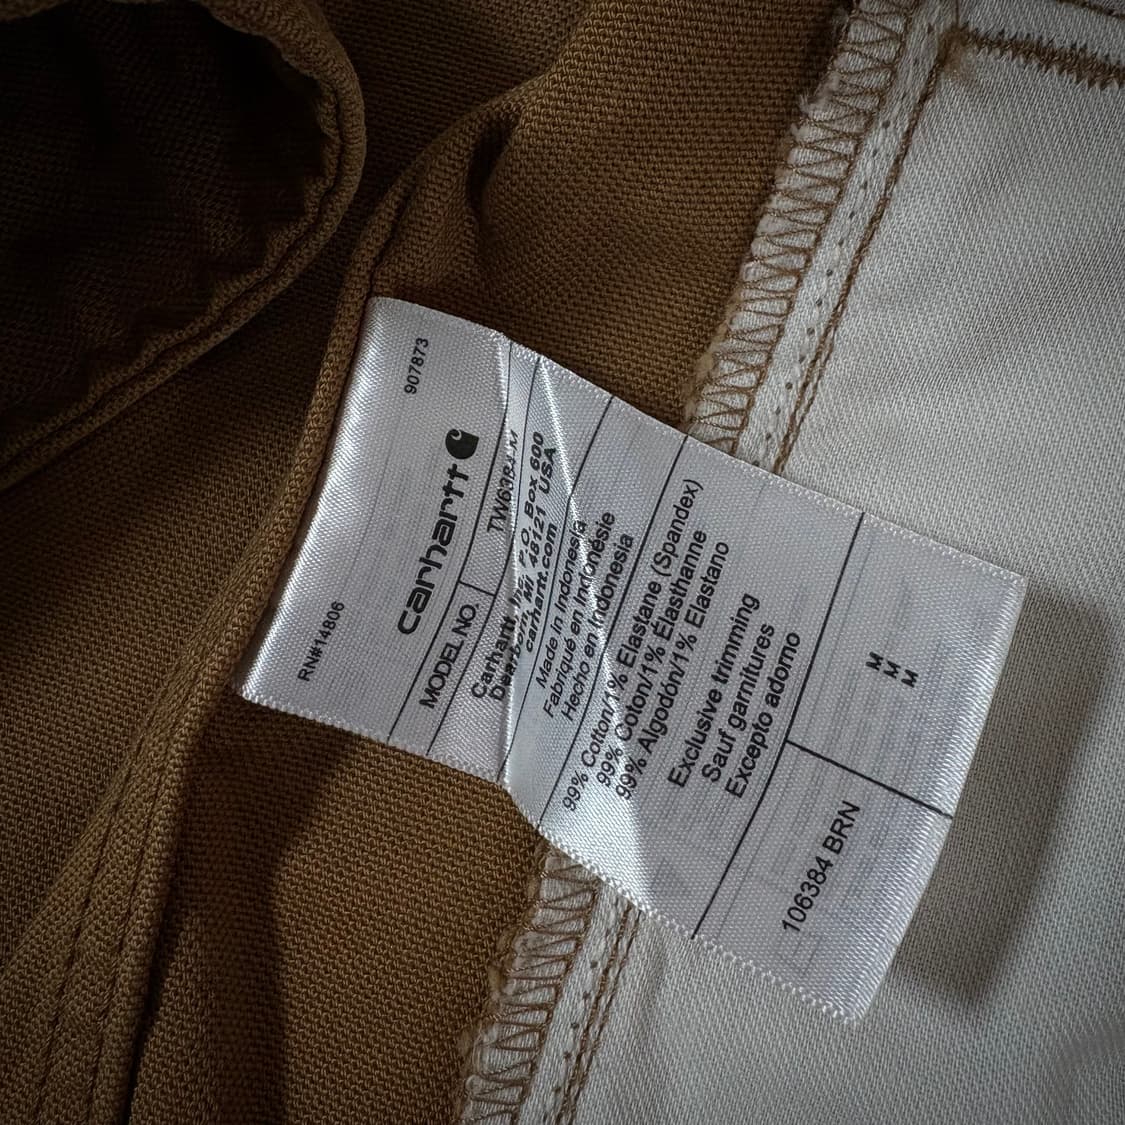 RN#14806
907873
carhartt
MODEL NO.
TW6384-M
Carhartt, Inc. P.O. Box 600
Dearborn, MI 48121 USA
carhartt.com
Made in Indonesia
Fabriqué en Indonésie
Hecho en Indonesia
99% Cotton/1% Elastane (Spandex)
99% Coton/1% Élasthanne
99% Algodón/1% Elastano
Exclusive trimming
Sauf garnitures
Excepto adorno
106384 BRN
M
M
M